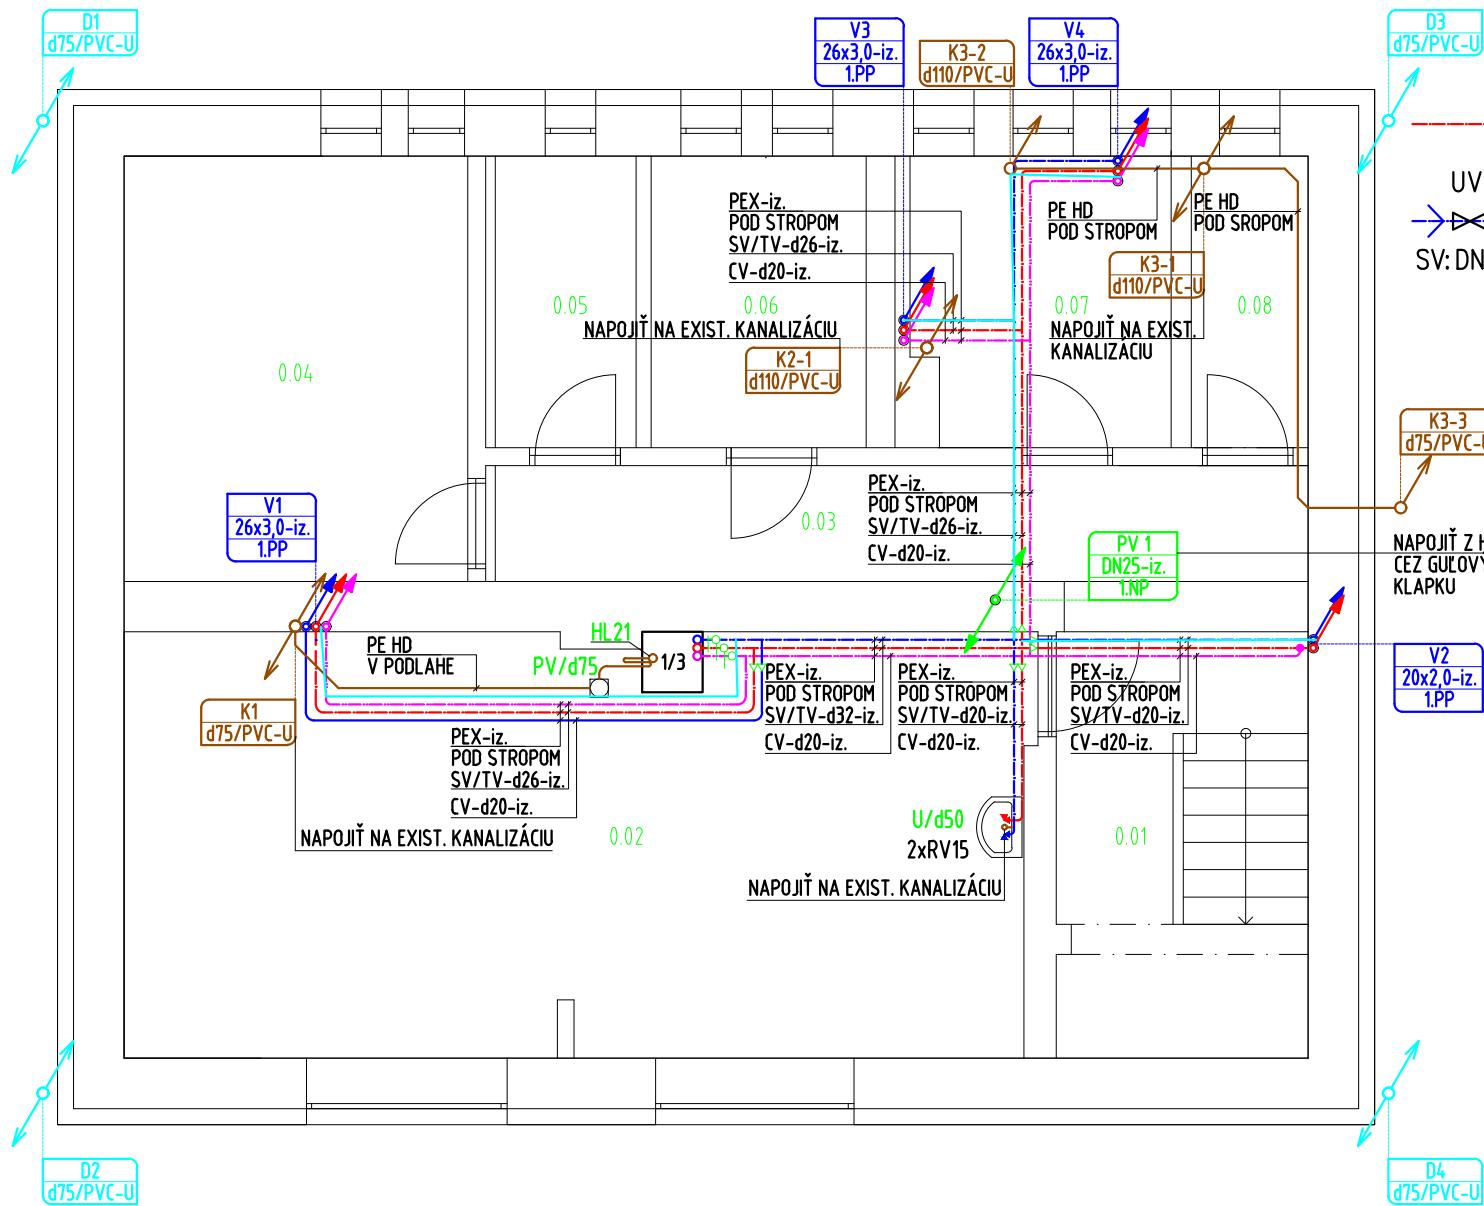 D1
d75/PVC-U
V3
26x3,0-iz.
1.PP
K3-2
d110/PVC-U
V4
26x3,0-iz.
1.PP
D3
d75/PVC-U
UV
SV: DN
PEX-iz.
POD STROPOM
SV/TV-d26-iz.
CV-d20-iz.
PE HD
POD STROPOM
PE HD
POD SROPOM
K3-1
d110/PVC-U
0.05
0.06
0.07
0.08
NAPOJIŤ NA EXIST. KANALIZÁCIU
NAPOJIŤ NA EXIST.
KANALIZÁCIU
K2-1
d110/PVC-U
0.04
K3-3
d75/PVC-U
V1
26x3,0-iz.
1.PP
0.03
PEX-iz.
POD STROPOM
SV/TV-d26-iz.
CV-d20-iz.
PV 1
DN25-iz.
1.NP
NAPOJIŤ Z H
CEZ GUĽOVÝ
KLAPKU
HL21
PE HD
V PODLAHE
PV/d75
1/3
PEX-iz.
POD STROPOM
SV/TV-d32-iz.
CV-d20-iz.
PEX-iz.
POD STROPOM
SV/TV-d20-iz.
CV-d20-iz.
PEX-iz.
POD STROPOM
SV/TV-d20-iz.
CV-d20-iz.
V2
20x2,0-iz.
1.PP
K1
d75/PVC-U
PEX-iz.
POD STROPOM
SV/TV-d26-iz.
CV-d20-iz.
NAPOJIŤ NA EXIST. KANALIZÁCIU
0.02
U/d50
2xRV15
0.01
NAPOJIŤ NA EXIST. KANALIZÁCIU
D2
d75/PVC-U
D4
d75/PVC-U